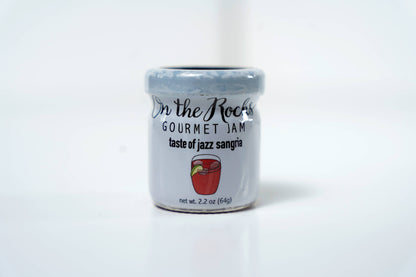 On the Rocks
GOURMET JAM
taste of jazz sangria
net wt. 2.2 oz (64g)